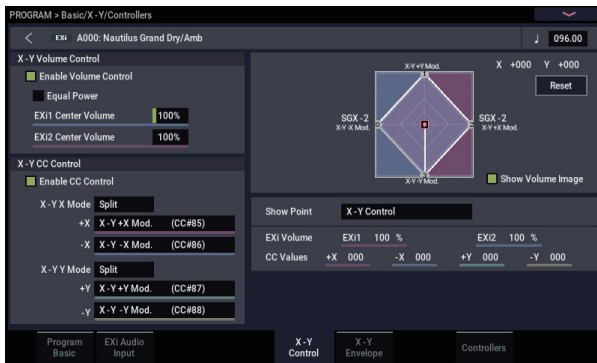 PROGRAM > Basic/X-Y/Controllers
< EXi A000: Nautilus Grand Dry/Amb ♩ 096.00
X-Y Volume Control
Enable Volume Control
Equal Power
EXi1 Center Volume 100%
EXi2 Center Volume 100%
X-Y CC Control
Enable CC Control
X-Y X Mode Split
+X X-Y +X Mod. (CC#85)
-X X-Y -X Mod. (CC#86)
X-Y Y Mode Split
+Y X-Y +Y Mod. (CC#87)
-Y X-Y -Y Mod. (CC#88)
X-Y+Y Mod.
X +000 Y +000
Reset
SGX-2
X-Y-X Mod.
SGX-2
X-Y+X Mod.
X-Y-Y Mod.
Show Volume Image
Show Point X-Y Control
EXi Volume EXi1 100 % EXi2 100 %
CC Values +X 000 -X 000 +Y 000 -Y 000
Program Basic
EXi Audio Input
X-Y Control
X-Y Envelope
Controllers